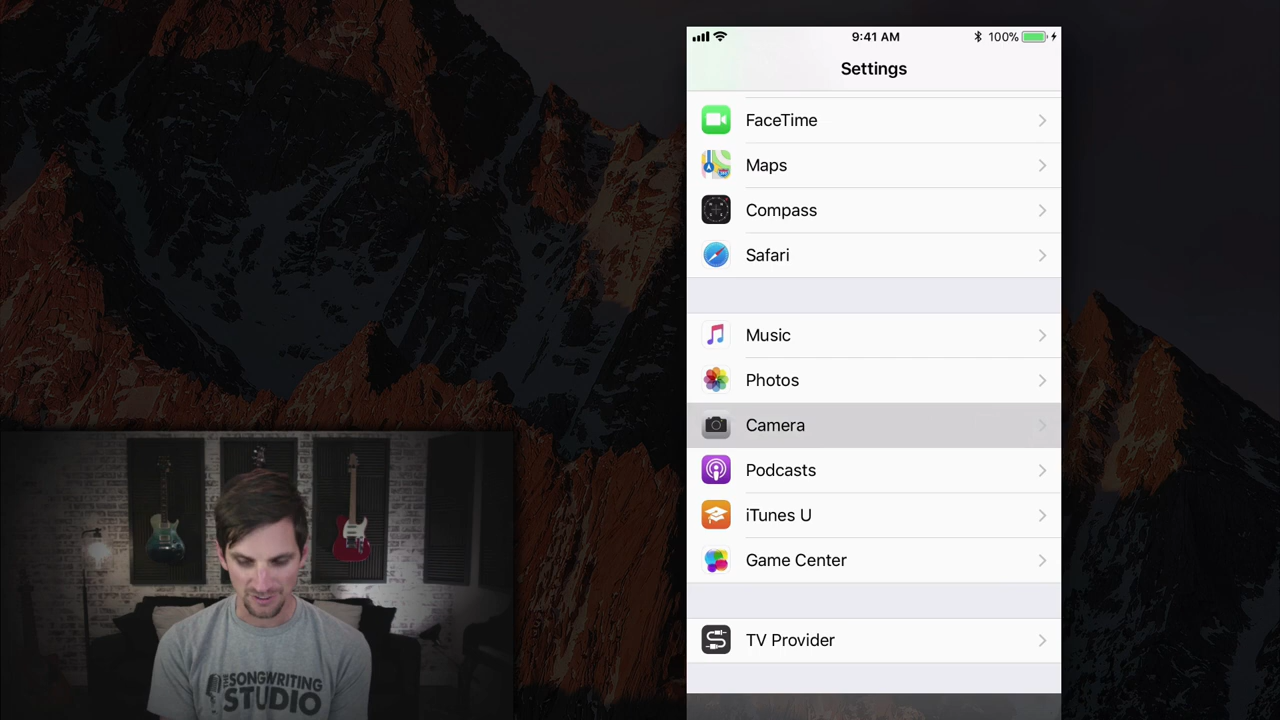 9:41 AM
100%
Settings
FaceTime
Maps
Compass
Safari
Music
Photos
Camera
Podcasts
iTunes U
Game Center
TV Provider
THE SONGWRITING
STUDIO